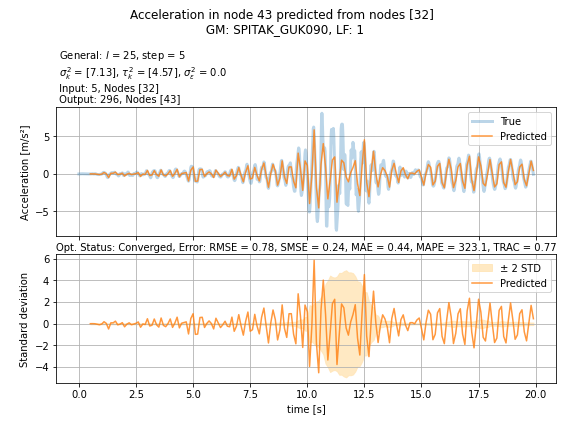 Acceleration in node 43 predicted from nodes [32]
GM: SPITAK_GUK090, LF: 1
General: l = 25, step = 5
σ²ₖ = [7.13], τ²ₖ = [4.57], σ²ε = 0.0
Input: 5, Nodes [32]
Output: 296, Nodes [43]
Acceleration [m/s²]
5
0
−5
True
Predicted
Opt. Status: Converged, Error: RMSE = 0.78, SMSE = 0.24, MAE = 0.44, MAPE = 323.1, TRAC = 0.77
Standard deviation
6
4
2
0
−2
−4
± 2 STD
Predicted
0.0 2.5 5.0 7.5 10.0 12.5 15.0 17.5 20.0
time [s]